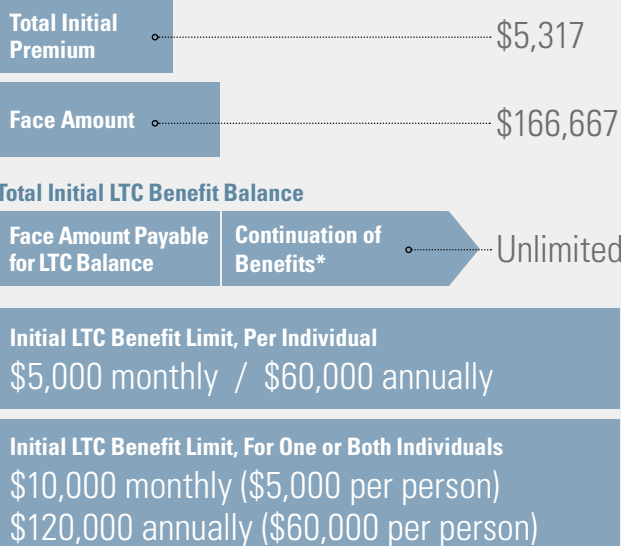 Total Initial
Premium
$5,317
Face Amount
$166,667
Total Initial LTC Benefit Balance
Face Amount Payable
for LTC Balance
Continuation of
Benefits*
Unlimited
Initial LTC Benefit Limit, Per Individual
$5,000 monthly / $60,000 annually
Initial LTC Benefit Limit, For One or Both Individuals
$10,000 monthly ($5,000 per person)
$120,000 annually ($60,000 per person)